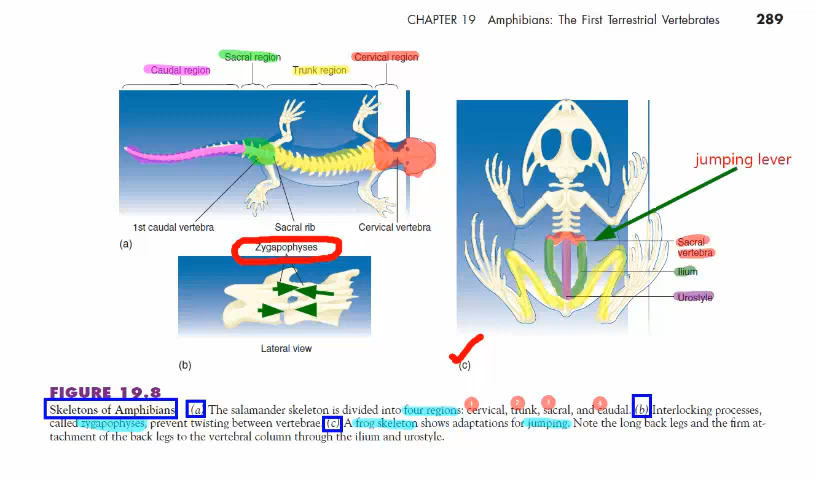 CHAPTER 19 Amphibians: The First Terrestrial Vertebrates 289
Sacral region
Cervical region
Caudal region
Trunk region
jumping lever
1st caudal vertebra
Sacral rib
Cervical vertebra
(a)
Zygapophyses
Sacral
vertebra
Ilium
Urostyle
Lateral view
(b)
(c)
FIGURE 19.8
1 2 3 4
Skeletons of Amphibians (a) The salamander skeleton is divided into four regions: cervical, trunk, sacral, and caudal. (b) Interlocking processes,
called zygapophyses, prevent twisting between vertebrae. (c) A frog skeleton shows adaptations for jumping. Note the long back legs and the firm at-
tachment of the back legs to the vertebral column through the ilium and urostyle.